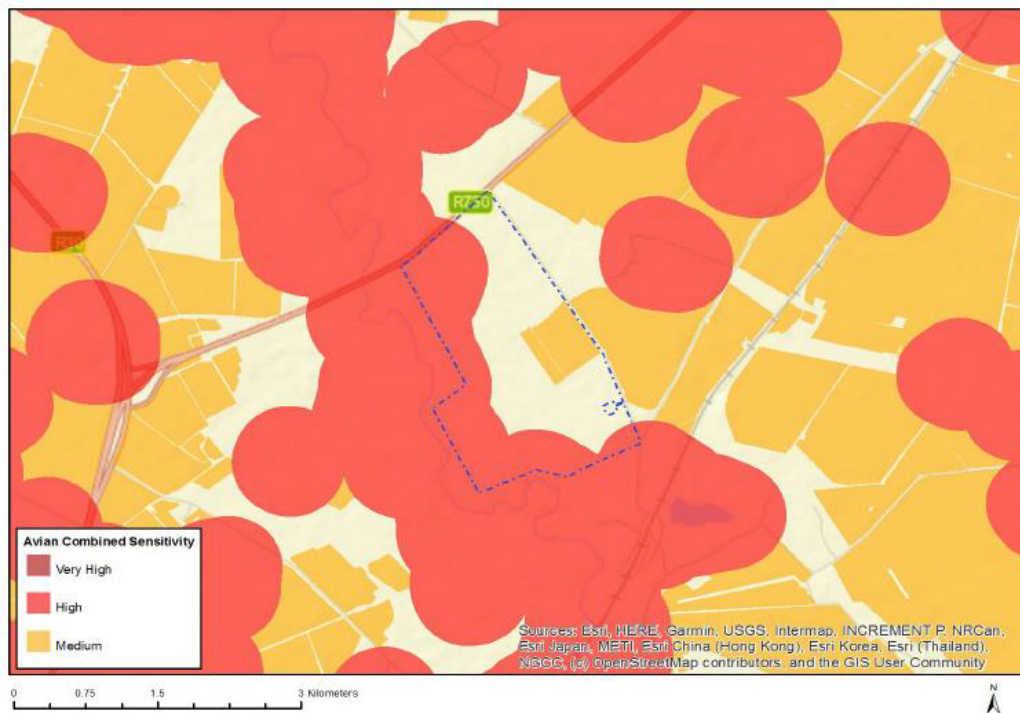 R730
R30
Avian Combined Sensitivity
Very High
High
Medium
Sources: Esri, HERE, Garmin, USGS, Intermap, INCREMENT P, NRCan,
Esri Japan, METI, Esri China (Hong Kong), Esri Korea, Esri (Thailand),
NGCC, (c) OpenStreetMap contributors, and the GIS User Community
0 0.75 1.5 3 Kilometers
N